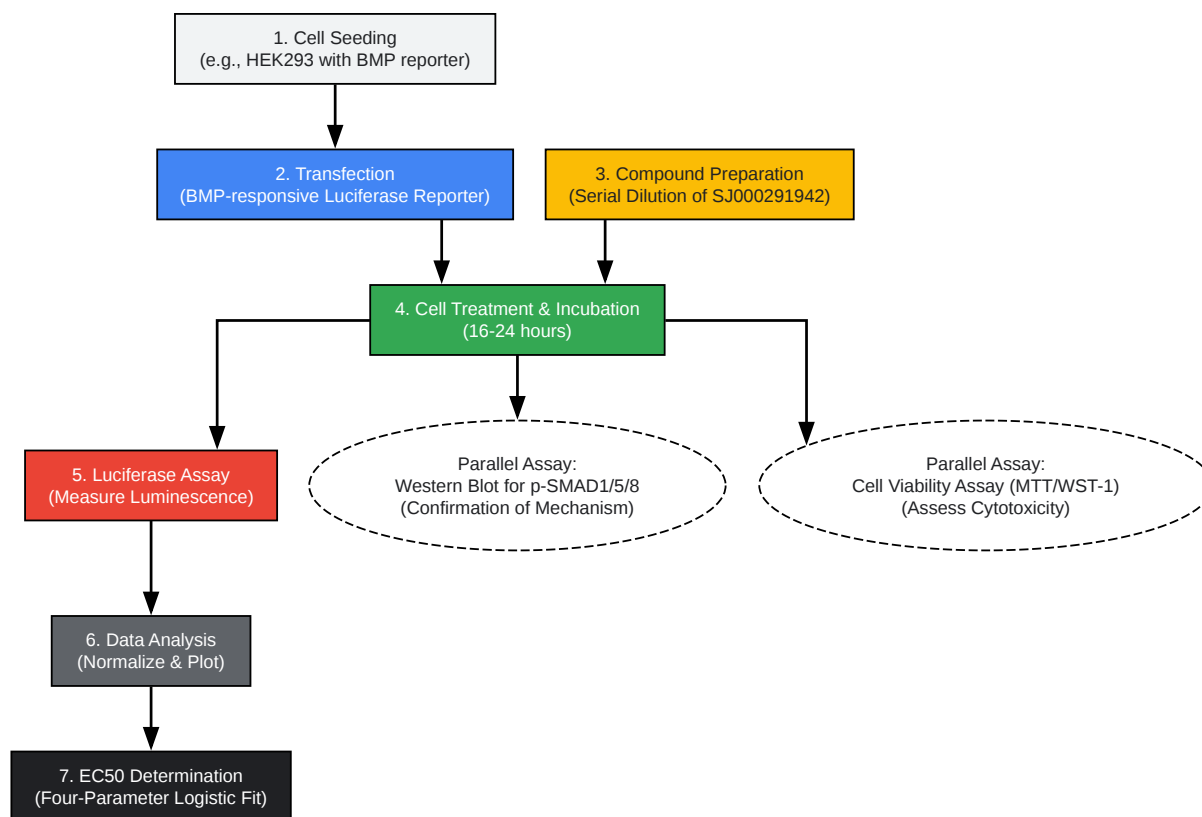 1. Cell Seeding
(e.g., HEK293 with BMP reporter)
2. Transfection
(BMP-responsive Luciferase Reporter)
3. Compound Preparation
(Serial Dilution of SJ000291942)
4. Cell Treatment & Incubation
(16-24 hours)
5. Luciferase Assay
(Measure Luminescence)
Parallel Assay:
Western Blot for p-SMAD1/5/8
(Confirmation of Mechanism)
Parallel Assay:
Cell Viability Assay (MTT/WST-1)
(Assess Cytotoxicity)
6. Data Analysis
(Normalize & Plot)
7. EC50 Determination
(Four-Parameter Logistic Fit)